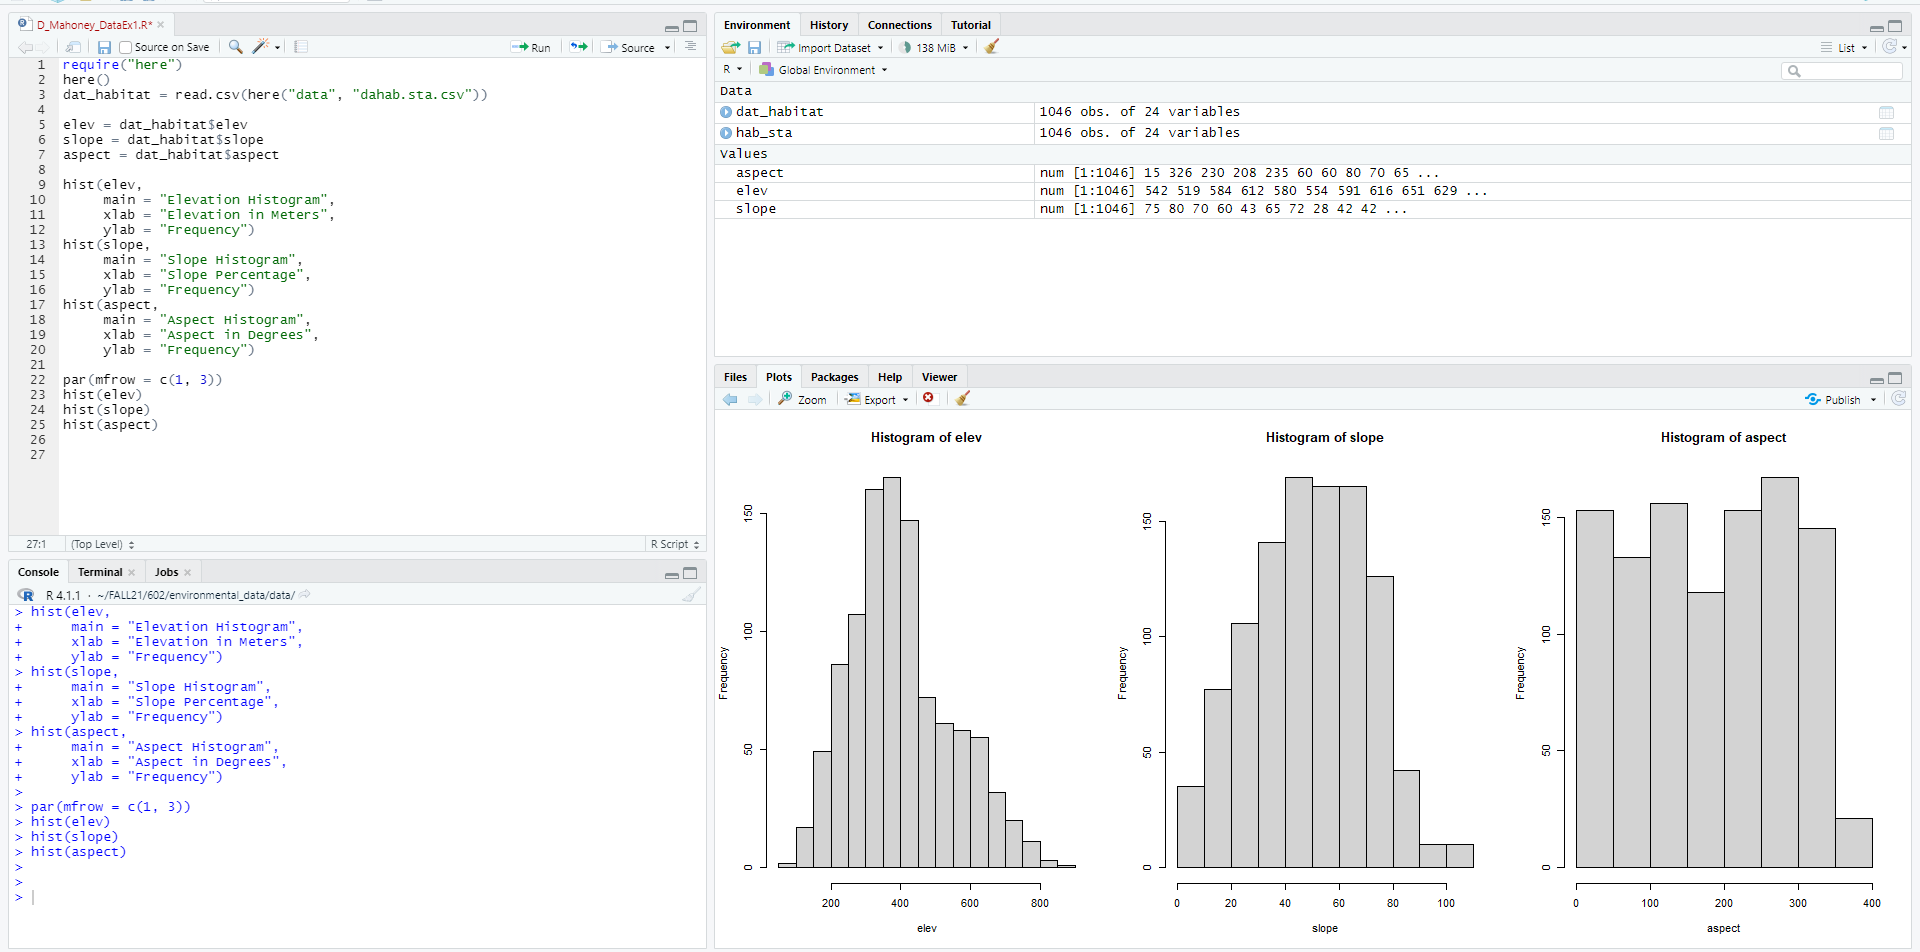 D_Mahoney_DataEx1.R*
Source on Save
Run
Source
1 require("here")
2 here()
3 dat_habitat = read.csv(here("data", "dahab.sta.csv"))
4
5 elev = dat_habitat$elev
6 slope = dat_habitat$slope
7 aspect = dat_habitat$aspect
8
9 hist(elev,
10 main = "Elevation Histogram",
11 xlab = "Elevation in Meters",
12 ylab = "Frequency")
13 hist(slope,
14 main = "Slope Histogram",
15 xlab = "Slope Percentage",
16 ylab = "Frequency")
17 hist(aspect,
18 main = "Aspect Histogram",
19 xlab = "Aspect in Degrees",
20 ylab = "Frequency")
21
22 par(mfrow = c(1, 3))
23 hist(elev)
24 hist(slope)
25 hist(aspect)
26
27
27:1 (Top Level) R Script
Console Terminal Jobs
R 4.1.1 · ~/FALL21/602/environmental_data/data/
> hist(elev,
+ main = "Elevation Histogram",
+ xlab = "Elevation in Meters",
+ ylab = "Frequency")
> hist(slope,
+ main = "Slope Histogram",
+ xlab = "Slope Percentage",
+ ylab = "Frequency")
> hist(aspect,
+ main = "Aspect Histogram",
+ xlab = "Aspect in Degrees",
+ ylab = "Frequency")
>
> par(mfrow = c(1, 3))
> hist(elev)
> hist(slope)
> hist(aspect)
>
>
>
Environment History Connections Tutorial
Import Dataset 138 MiB List
R Global Environment
Data
dat_habitat 1046 obs. of 24 variables
hab_sta 1046 obs. of 24 variables
Values
aspect num [1:1046] 15 326 230 208 235 60 60 80 70 65 ...
elev num [1:1046] 542 519 584 612 580 554 591 616 651 629 ...
slope num [1:1046] 75 80 70 60 43 65 72 28 42 42 ...
Files Plots Packages Help Viewer
Zoom Export Publish
Histogram of elev
Frequency
0 50 100 150
200 400 600 800
elev
Histogram of slope
Frequency
0 50 100 150
0 20 40 60 80 100
slope
Histogram of aspect
Frequency
0 50 100 150
0 100 200 300 400
aspect